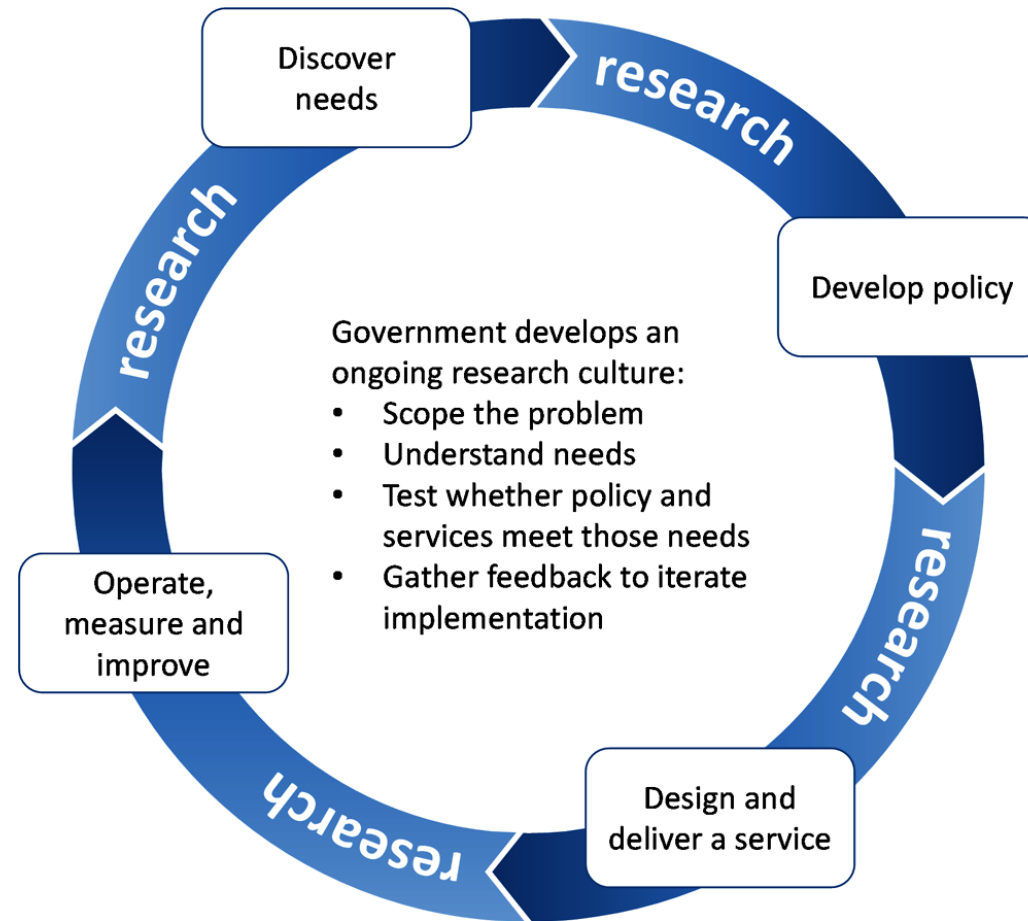 Discover
needs
research
Develop policy
research
Design and
deliver a service
research
Operate,
measure and
improve
research
Government develops an
ongoing research culture:
• Scope the problem
• Understand needs
• Test whether policy and
services meet those needs
• Gather feedback to iterate
implementation